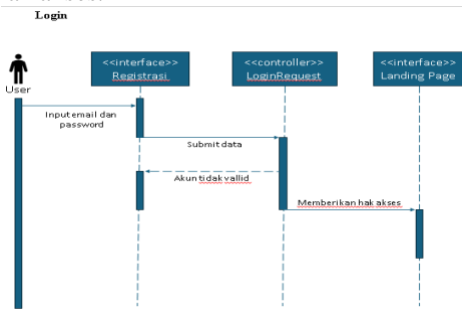 Login
<<interface>>
Registrasi
<<controller>>
LoginRequest
<<interface>>
Landing Page
User
Input email dan
password
Submit data
Akun tidak vallid
Memberikan hak akses